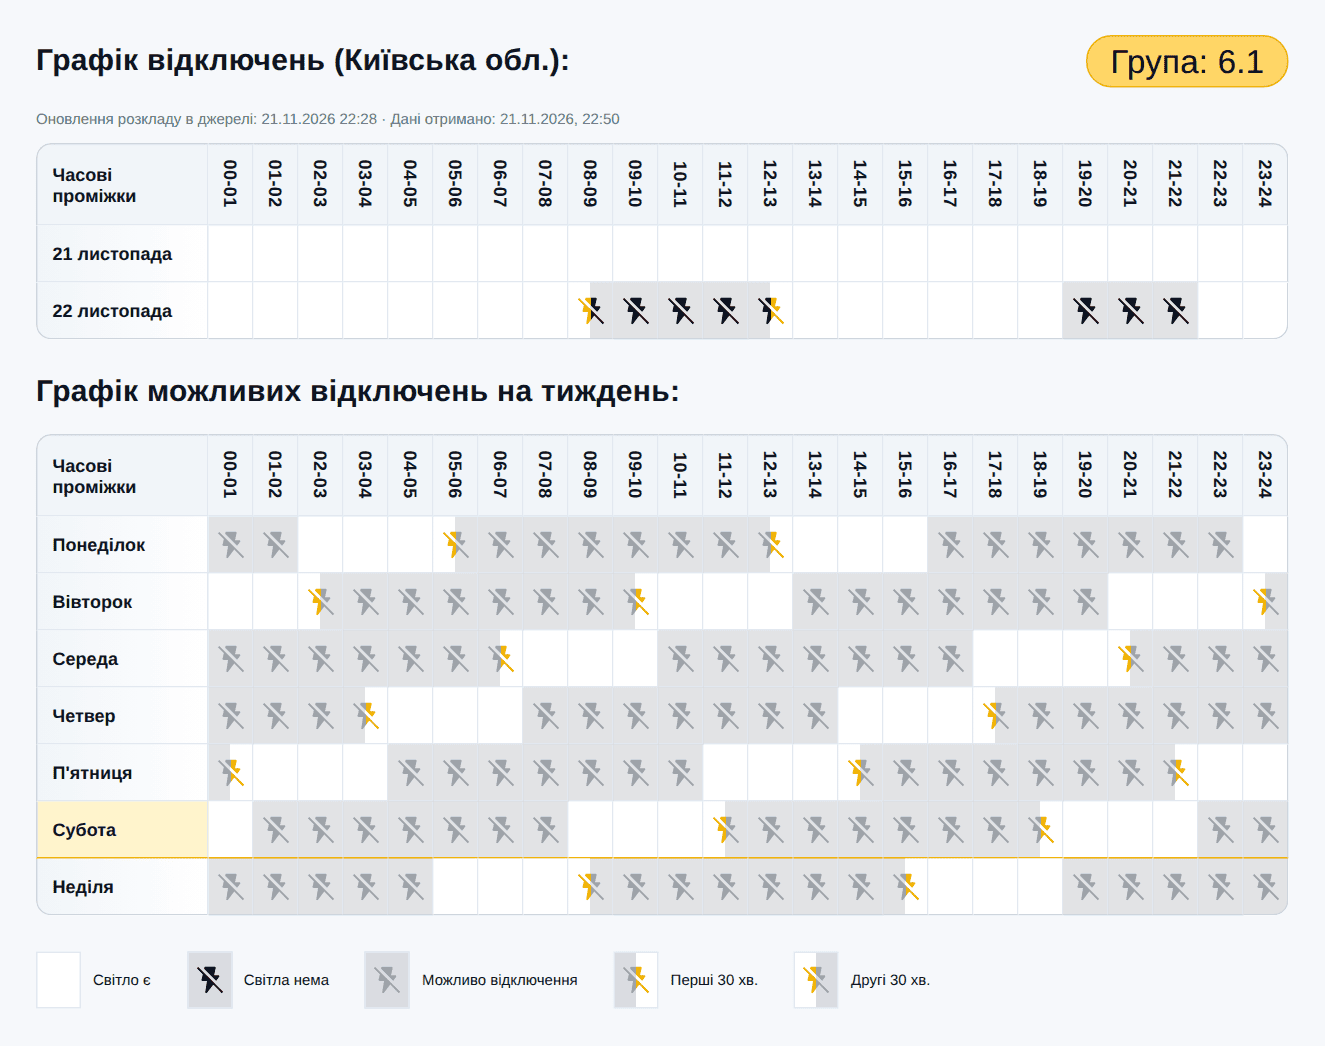 Графік відключень (Київська обл.):
Група: 6.1
Оновлення розкладу в джерелі: 21.11.2026 22:28 · Дані отримано: 21.11.2026, 22:50
Часові проміжки 00-01 01-02 02-03 03-04 04-05 05-06 06-07 07-08 08-09 09-10 10-11 11-12 12-13 13-14 14-15 15-16 16-17 17-18 18-19 19-20 20-21 21-22 22-23 23-24
21 листопада
22 листопада
Графік можливих відключень на тиждень:
Часові проміжки 00-01 01-02 02-03 03-04 04-05 05-06 06-07 07-08 08-09 09-10 10-11 11-12 12-13 13-14 14-15 15-16 16-17 17-18 18-19 19-20 20-21 21-22 22-23 23-24
Понеділок
Вівторок
Середа
Четвер
П'ятниця
Субота
Неділя
Світло є Світла нема Можливо відключення Перші 30 хв. Другі 30 хв.